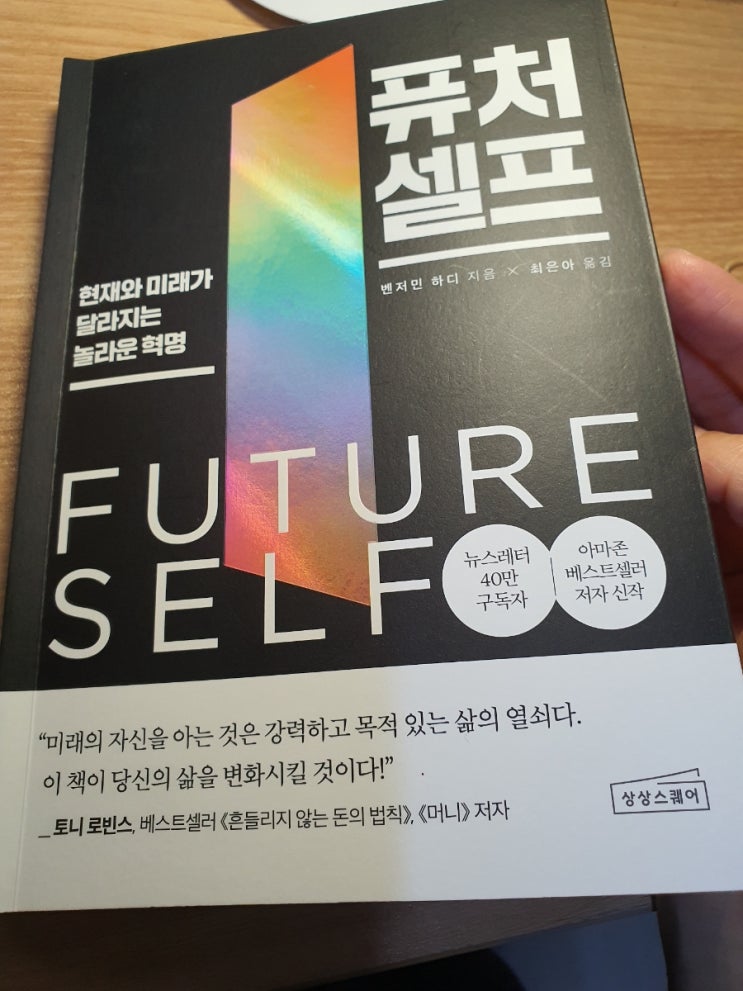 퓨처
셀프
벤저민 하디 지음 × 최은아 옮김
현재와 미래가
달라지는
놀라운 혁명
FUTURE
SELF
뉴스레터
40만
구독자
아마존
베스트셀러
저자 신작
“미래의 자신을 아는 것은 강력하고 목적 있는 삶의 열쇠다.
이 책이 당신의 삶을 변화시킬 것이다!”
_토니 로빈스, 베스트셀러 《흔들리지 않는 돈의 법칙》, 《머니》 저자
상상스퀘어